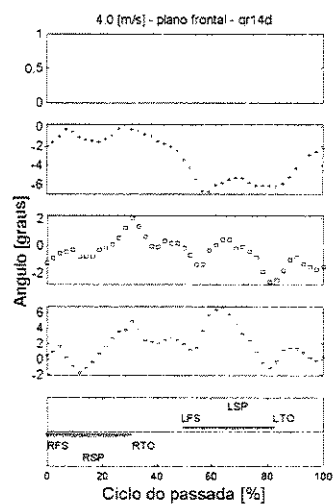 4.0 [m/s] - plano frontal - qr14d
1
0.5
0
0
-2
-4
-6
2
0
-2
6
4
2
0
-2
Angulo [graus]
LSP
LFS LTO
RFS RTO
RSP
0 20 40 60 80 100
Ciclo do passada [%]